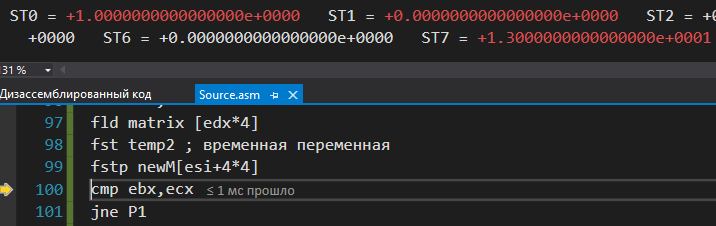 ST0 = +1.0000000000000000e+0000 ST1 = +0.0000000000000000e+0000 ST2 = +0
+0000 ST6 = +0.0000000000000000e+0000 ST7 = +1.3000000000000000e+0001
131 %
Дизассемблированный код Source.asm
97 fld matrix [edx*4]
98 fst temp2 ; временная переменная
99 fstp newM[esi+4*4]
100 cmp ebx,ecx ≤ 1 мс прошло
101 jne P1